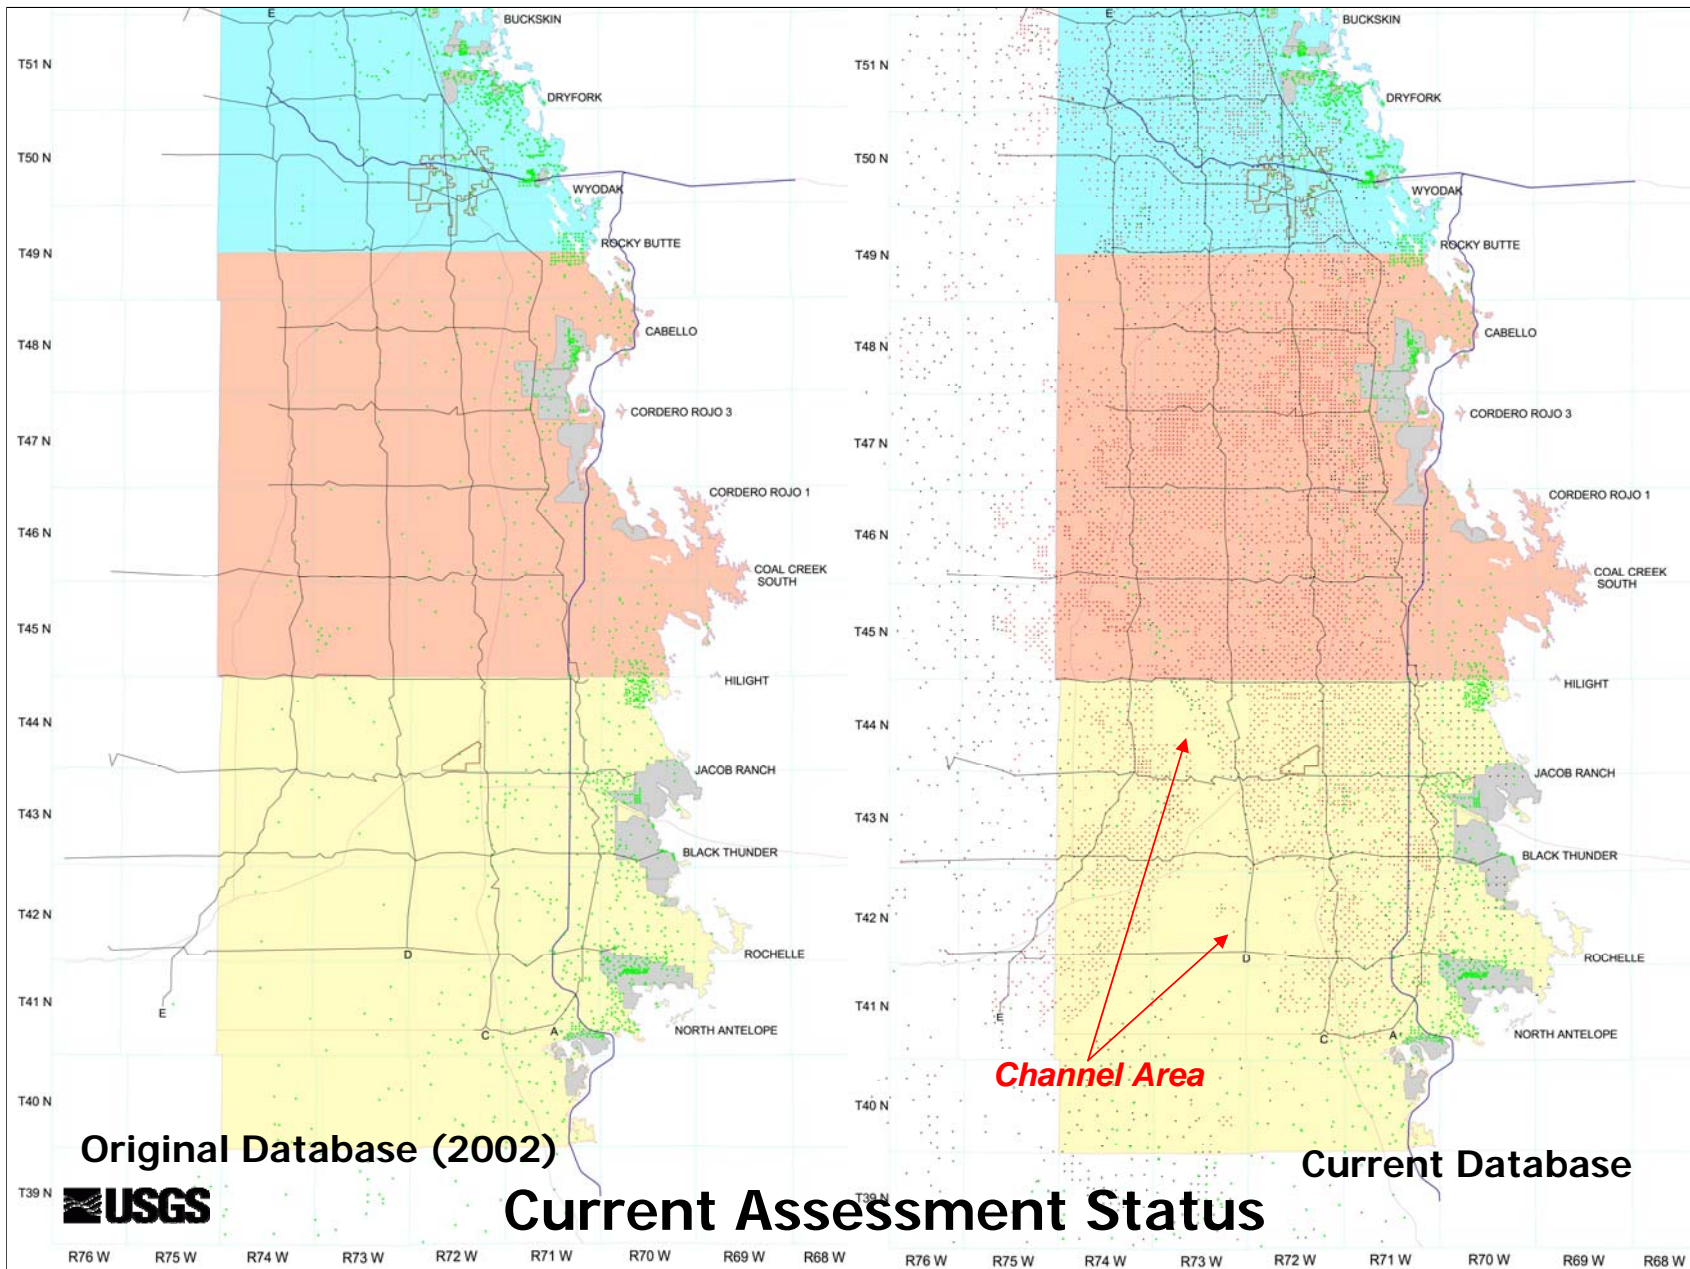 E
BUCKSKIN
T51 N
DRYFORK
T50 N
WYODAK
ROCKY BUTTE
T49 N
CABELLO
T48 N
CORDERO ROJO 3
T47 N
CORDERO ROJO 1
T46 N
COAL CREEK
SOUTH
T45 N
HILIGHT
T44 N
JACOB RANCH
T43 N
BLACK THUNDER
T42 N
ROCHELLE
D
T41 N
E
C
A
NORTH ANTELOPE
T40 N
T39 N
Original Database (2002)
USGS
R76 W R75 W R74 W R73 W R72 W R71 W R70 W R69 W R68 W
E
BUCKSKIN
T51 N
DRYFORK
T50 N
WYODAK
ROCKY BUTTE
T49 N
CABELLO
T48 N
CORDERO ROJO 3
T47 N
CORDERO ROJO 1
T46 N
COAL CREEK
SOUTH
T45 N
HILIGHT
T44 N
JACOB RANCH
T43 N
BLACK THUNDER
T42 N
ROCHELLE
D
T41 N
E
C
A
NORTH ANTELOPE
Channel Area
T40 N
T39 N
Current Database
Current Assessment Status
R76 W R75 W R74 W R73 W R72 W R71 W R70 W R69 W R68 W